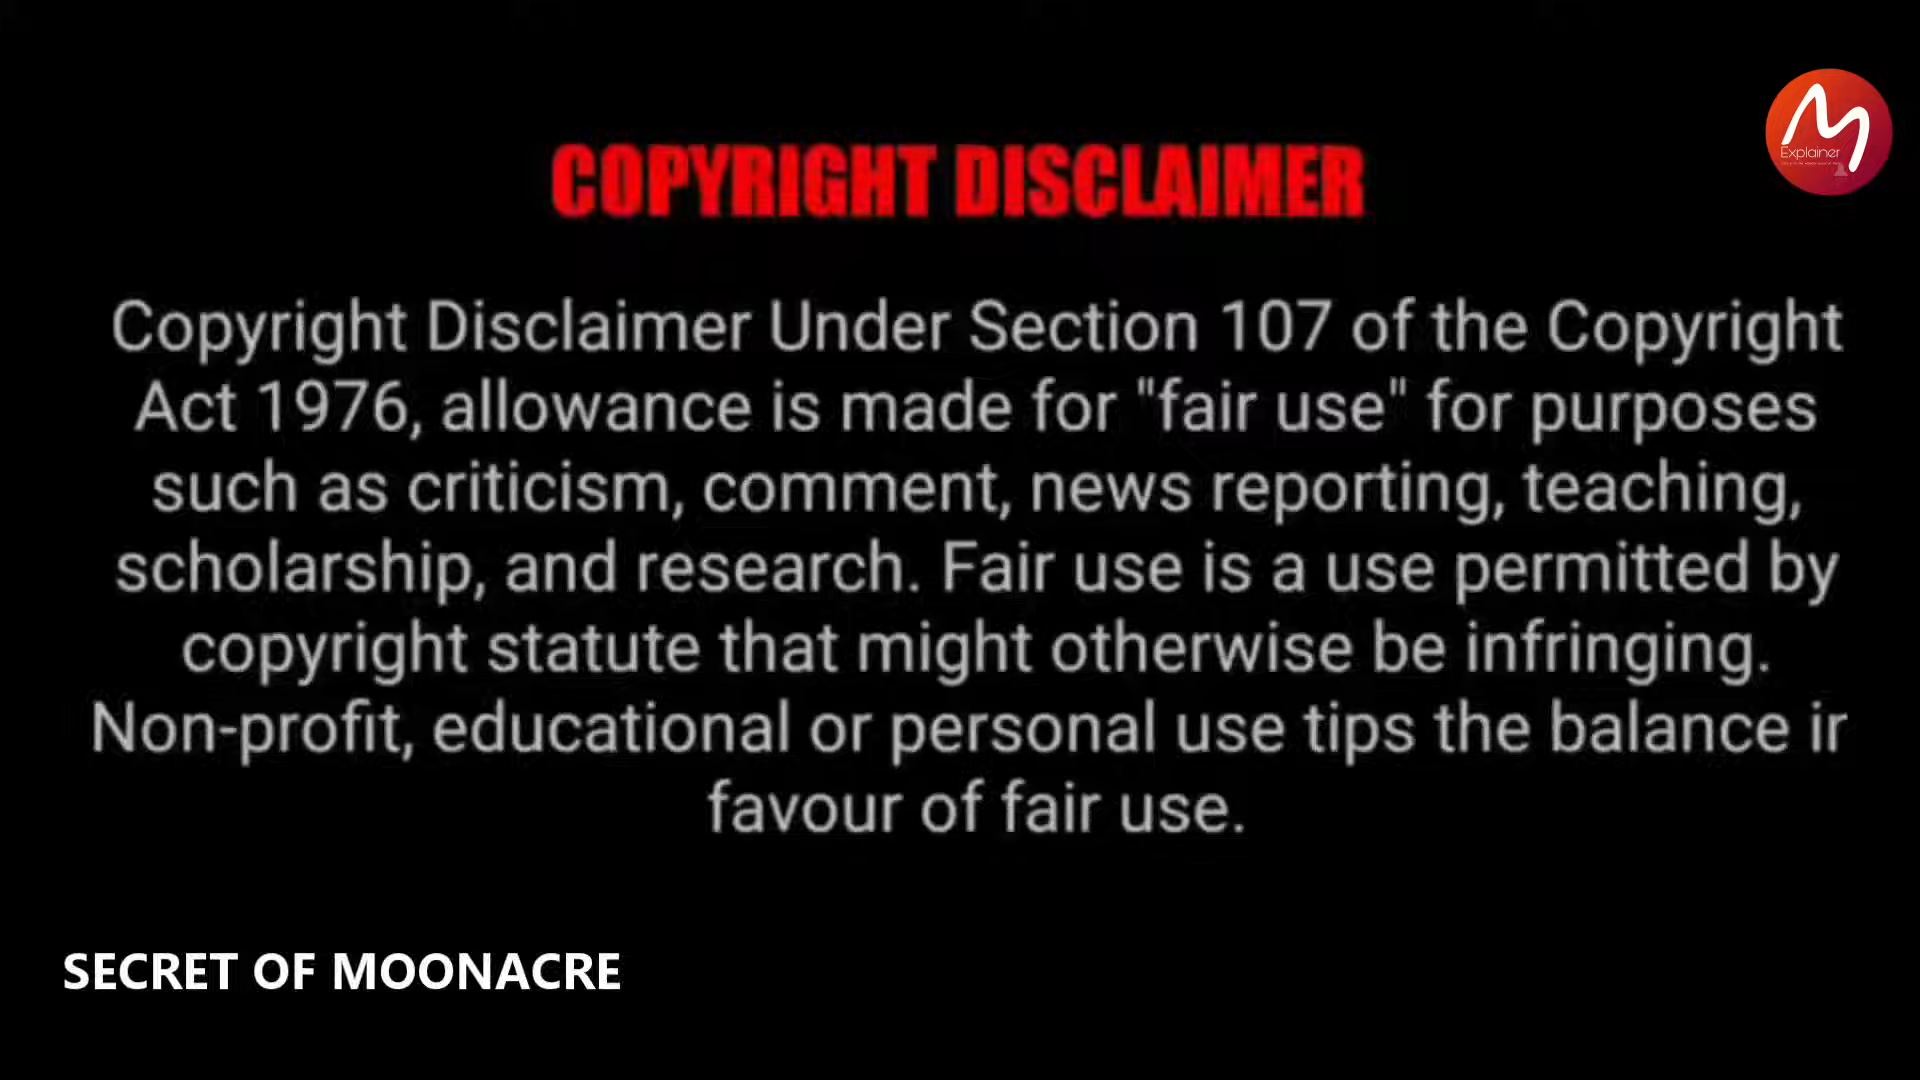 COPYRIGHT DISCLAIMER
Explainer
Copyright Disclaimer Under Section 107 of the Copyright
Act 1976, allowance is made for "fair use" for purposes
such as criticism, comment, news reporting, teaching,
scholarship, and research. Fair use is a use permitted by
copyright statute that might otherwise be infringing.
Non-profit, educational or personal use tips the balance ir
favour of fair use.
SECRET OF MOONACRE